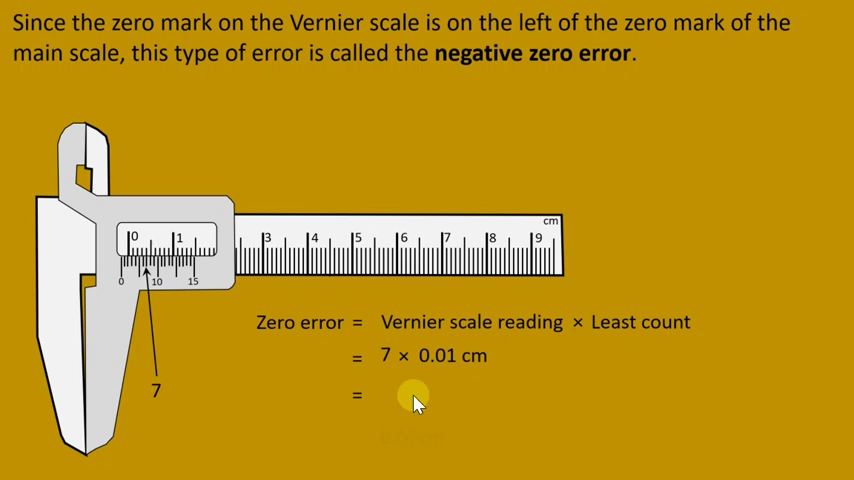 Since the zero mark on the Vernier scale is on the left of the zero mark of the
main scale, this type of error is called the negative zero error.
cm
0 1 3 4 5 6 7 8 9
0 10 15
Zero error = Vernier scale reading × Least count
= 7 × 0.01 cm
7
=